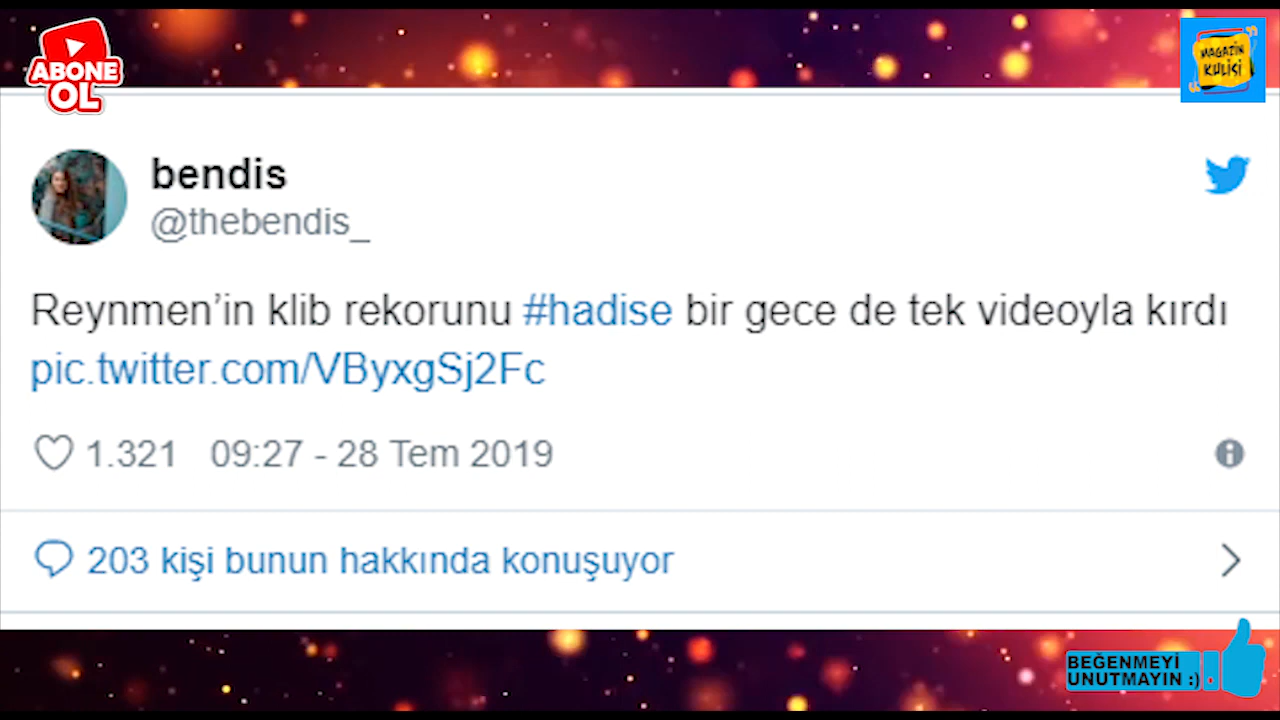 ABONE
OL
MAGAZİN
KULİSİ
bendis
@thebendis_
Reynmen’in klib rekorunu #hadise bir gece de tek videoyla kırdı
pic.twitter.com/VByxgSj2Fc
1.321 09:27 - 28 Tem 2019
203 kişi bunun hakkında konuşuyor
BEĞENMEYİ
UNUTMAYIN :)